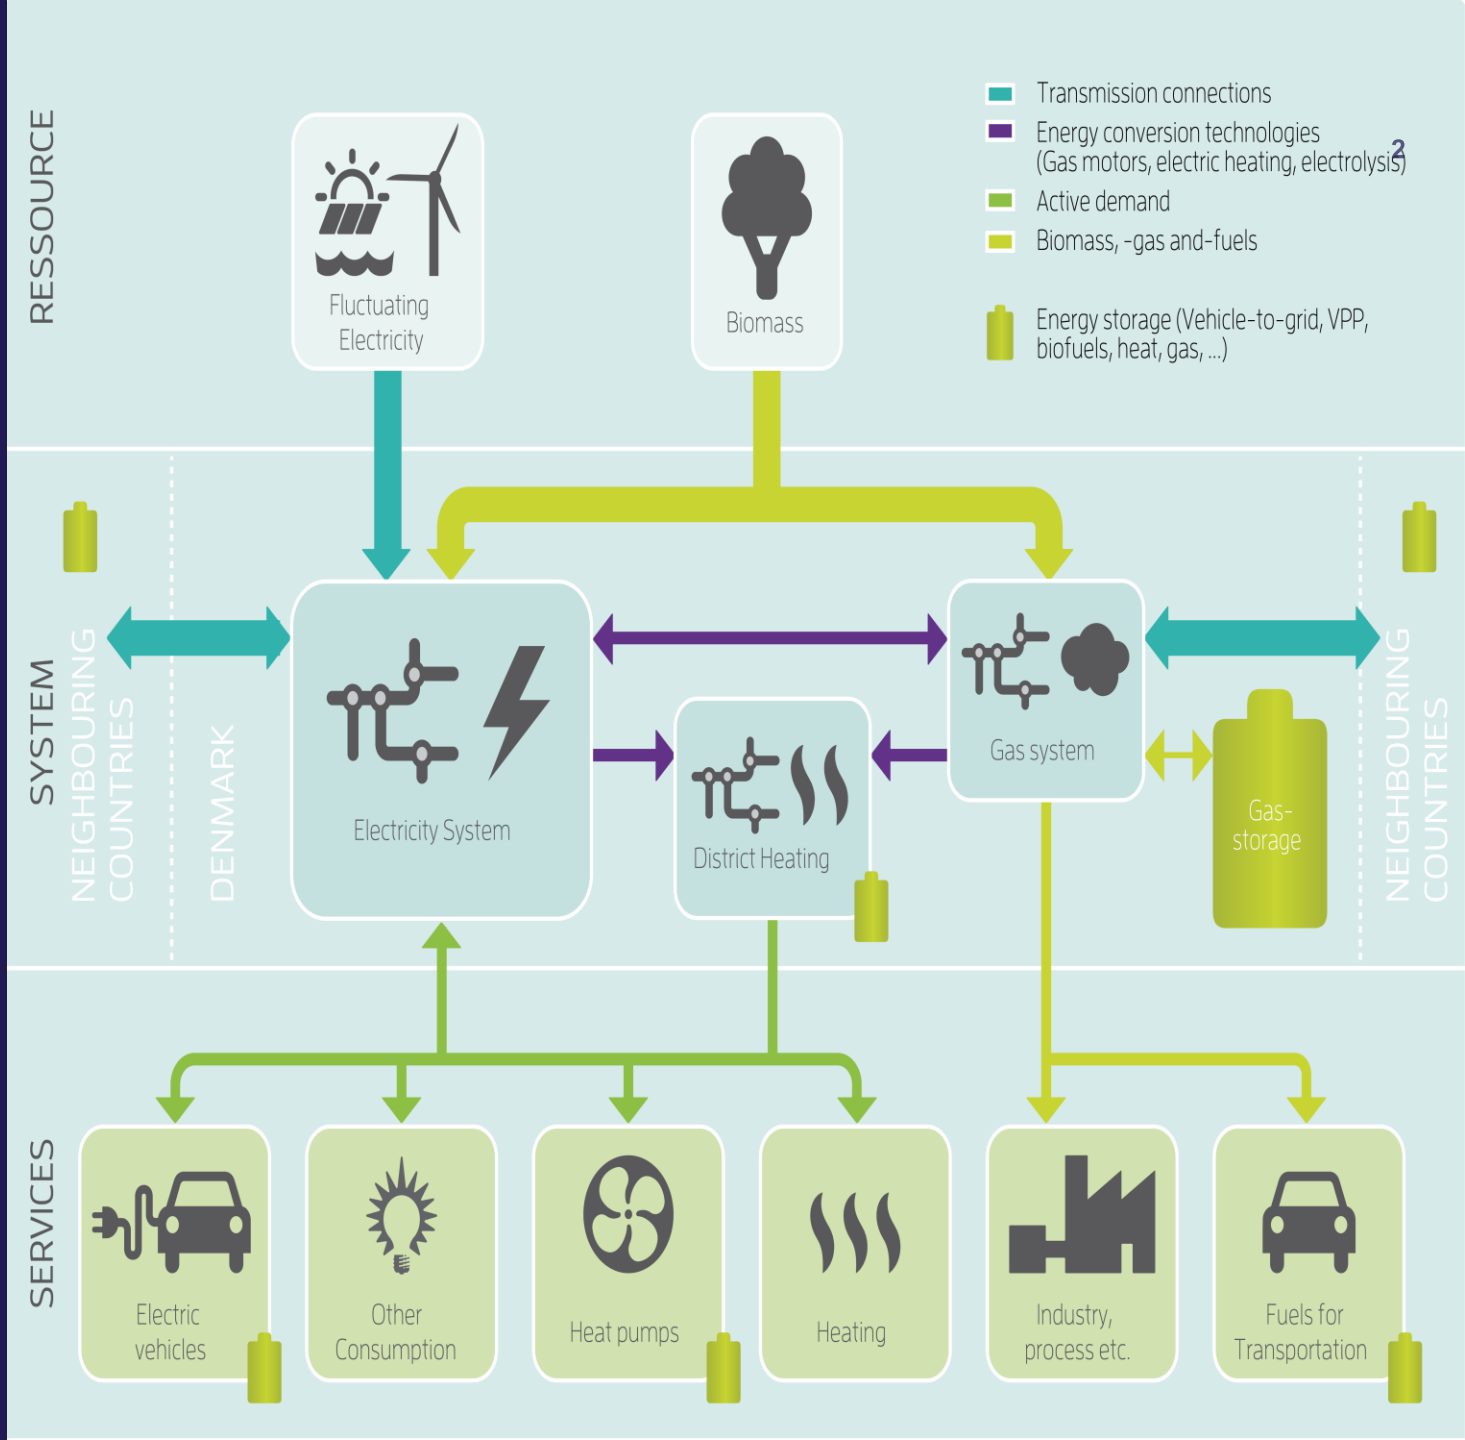 RESSOURCE
Fluctuating
Electricity
Biomass
Transmission connections
Energy conversion technologies
(Gas motors, electric heating, electrolysis)
2
Active demand
Biomass, -gas and-fuels
Energy storage (Vehicle-to-grid, VPP,
biofuels, heat, gas, ...)
SYSTEM
NEIGHBOURING
COUNTRIES
DENMARK
Electricity System
District Heating
Gas system
Gas-
storage
NEIGHBOURING
COUNTRIES
SERVICES
Electric
vehicles
Other
Consumption
Heat pumps
Heating
Industry,
process etc.
Fuels for
Transportation